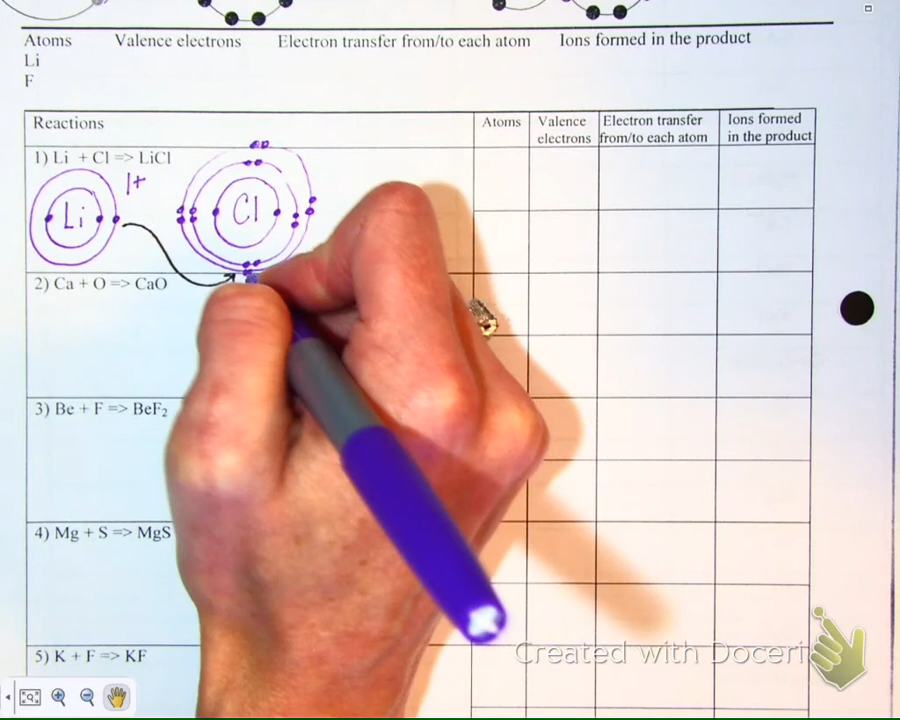 Atoms Valence electrons Electron transfer from/to each atom Ions formed in the product
Li
F
Reactions Atoms Valence electrons Electron transfer from/to each atom Ions formed in the product
1) Li + Cl => LiCl
Li 1+ Cl
2) Ca + O => CaO
3) Be + F => BeF₂
4) Mg + S => MgS
5) K + F => KF
Created with Doceri